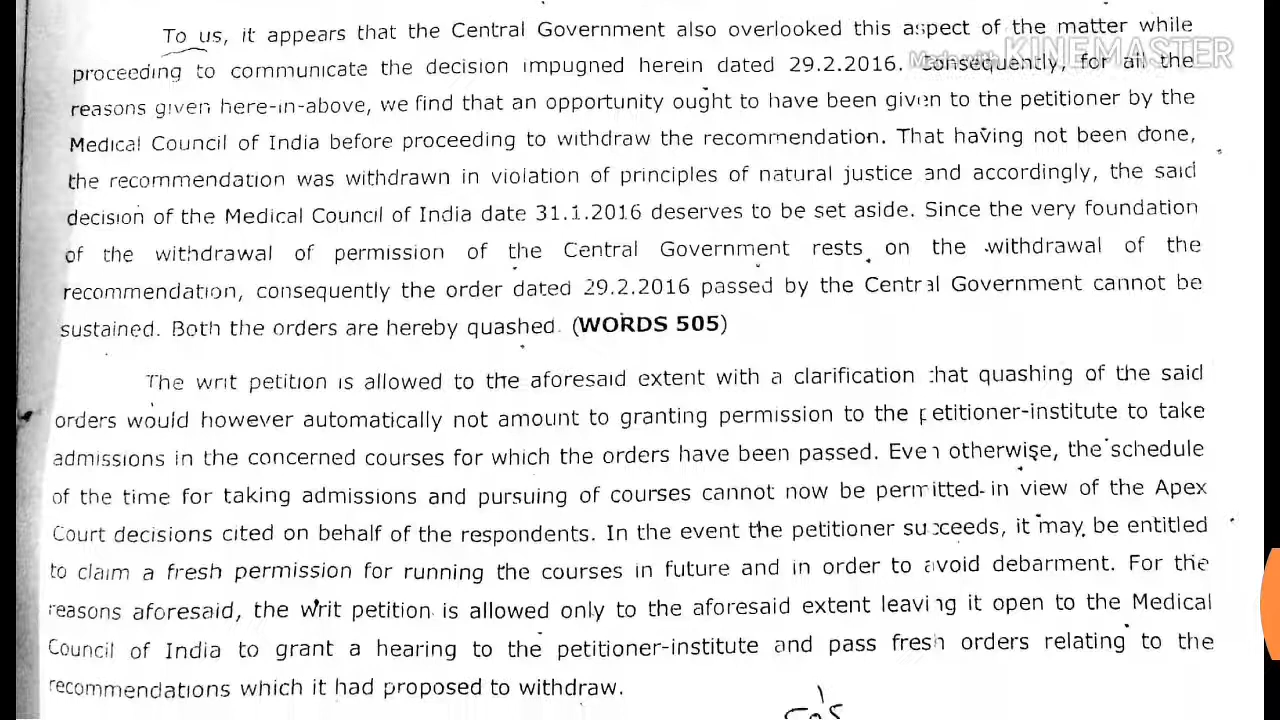 To us, it appears that the Central Government also overlooked this aspect of the matter while
Made with KINEMASTER
proceeding to communicate the decision impugned herein dated 29.2.2016. Consequently, for all the
reasons given here-in-above, we find that an opportunity ought to have been given to the petitioner by the
Medical Council of India before proceeding to withdraw the recommendation. That having not been done,
the recommendation was withdrawn in violation of principles of natural justice and accordingly, the said
decision of the Medical Council of India date 31.1.2016 deserves to be set aside. Since the very foundation
of the withdrawal of permission of the Central Government rests on the withdrawal of the
recommendation, consequently the order dated 29.2.2016 passed by the Central Government cannot be
sustained. Both the orders are hereby quashed. (WORDS 505)
The writ petition is allowed to the aforesaid extent with a clarification that quashing of the said
orders would however automatically not amount to granting permission to the petitioner-institute to take
admissions in the concerned courses for which the orders have been passed. Even otherwise, the schedule
of the time for taking admissions and pursuing of courses cannot now be permitted in view of the Apex
Court decisions cited on behalf of the respondents. In the event the petitioner succeeds, it may be entitled
to claim a fresh permission for running the courses in future and in order to avoid debarment. For the
reasons aforesaid, the writ petition is allowed only to the aforesaid extent leaving it open to the Medical
Council of India to grant a hearing to the petitioner-institute and pass fresh orders relating to the
recommendations which it had proposed to withdraw.